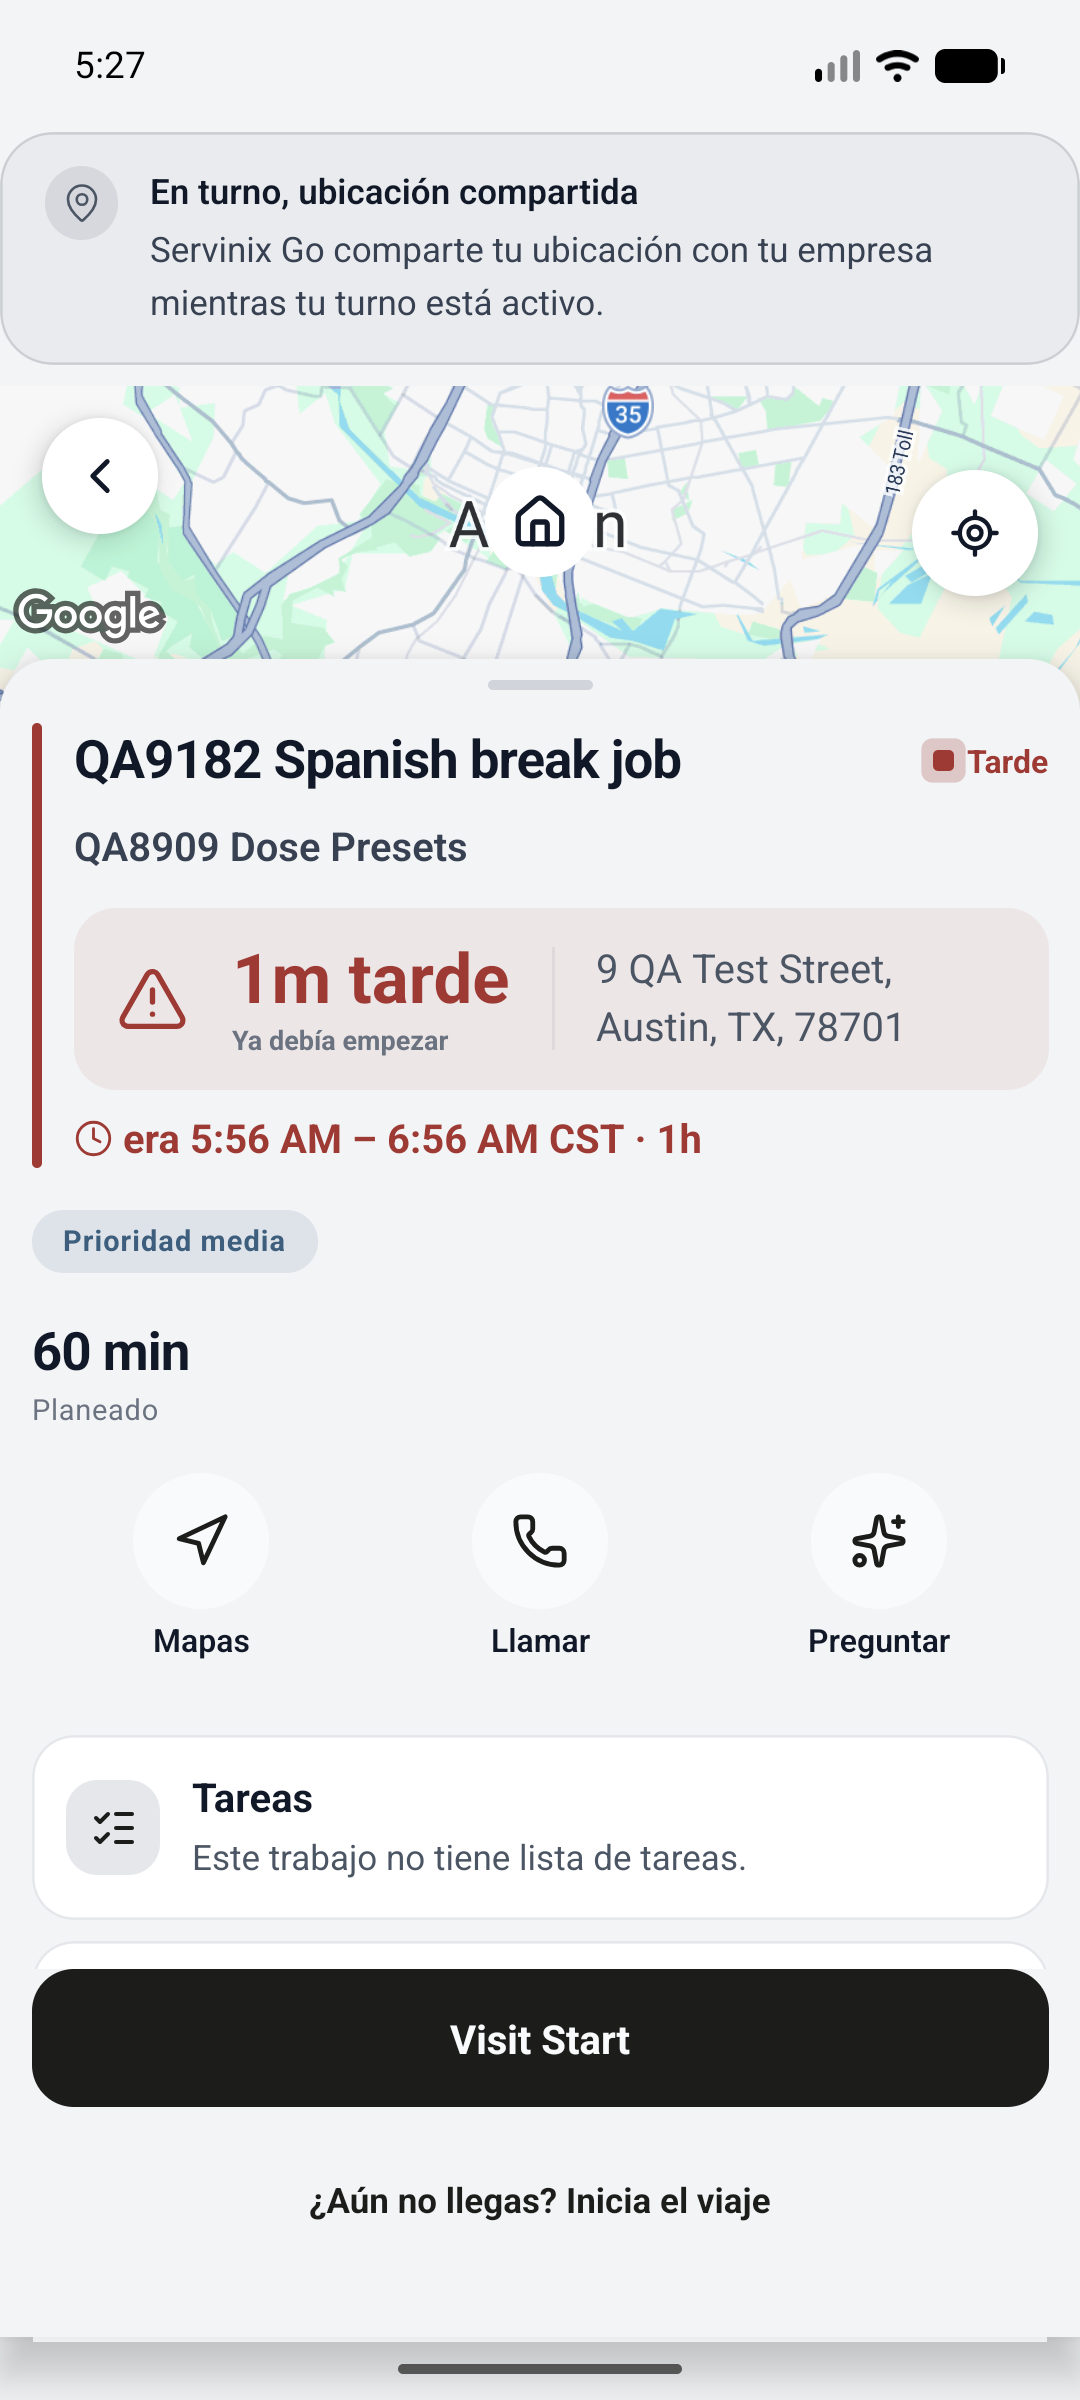 5:27
En turno, ubicación compartida
Servinix Go comparte tu ubicación con tu empresa
mientras tu turno está activo.
35
183-Toll
A n
Google
QA9182 Spanish break job
Tarde
QA8909 Dose Presets
1m tarde
Ya debía empezar
9 QA Test Street,
Austin, TX, 78701
era 5:56 AM – 6:56 AM CST · 1h
Prioridad media
60 min
Planeado
Mapas
Llamar
Preguntar
Tareas
Este trabajo no tiene lista de tareas.
Visit Start
¿Aún no llegas? Inicia el viaje